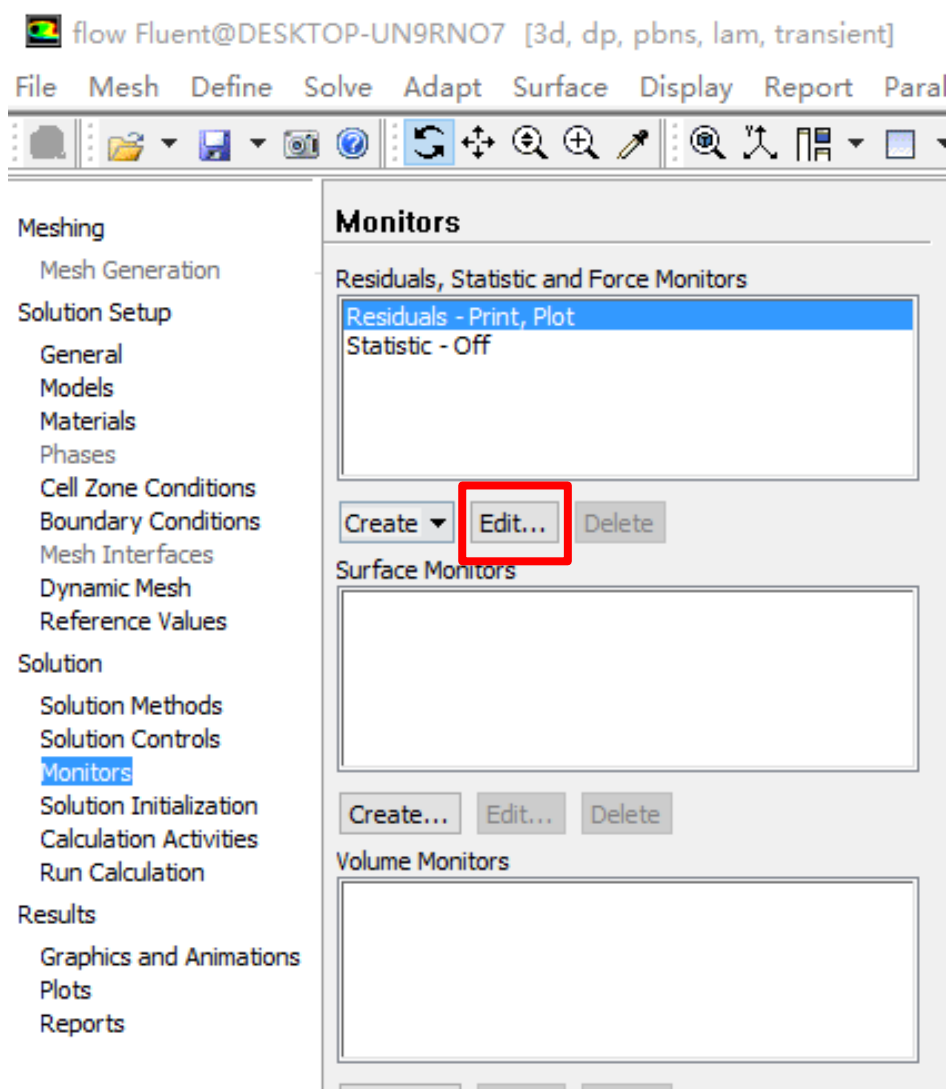 flow Fluent@DESKTOP-UN9RNO7 [3d, dp, pbns, lam, transient]
File Mesh Define Solve Adapt Surface Display Report
Meshing
Mesh Generation
Solution Setup
General
Models
Materials
Phases
Cell Zone Conditions
Boundary Conditions
Mesh Interfaces
Dynamic Mesh
Reference Values
Solution
Solution Methods
Solution Controls
Monitors
Solution Initialization
Calculation Activities
Run Calculation
Results
Graphics and Animations
Plots
Reports
Monitors
Residuals, Statistic and Force Monitors
Residuals - Print, Plot
Statistic - Off
Create Edit... Delete
Surface Monitors
Create... Edit... Delete
Volume Monitors